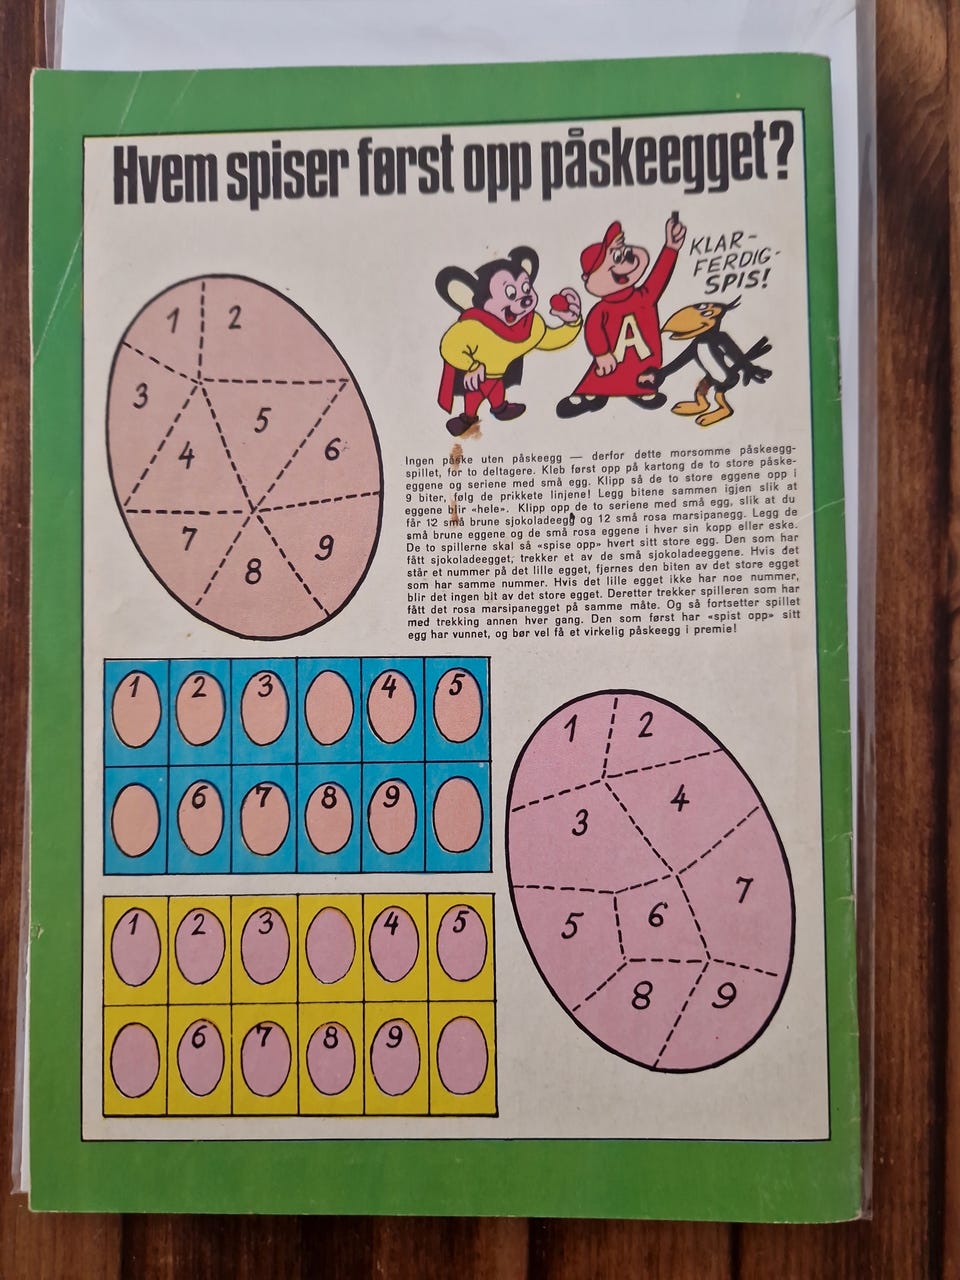 Hvem spiser først opp påskeegget?
KLAR-
FERDIG-
SPIS!
1 2
3
5
4 6
7
8 9
Ingen påske uten påskeegg — derfor dette morsomme påskeegg-
spillet, for to deltagere. Kleb først opp på kartong de to store påske-
eggene og seriene med små egg. Klipp så de to store eggene opp i
9 biter, følg de prikkete linjene! Legg bitene sammen igjen slik at
eggene blir «hele». Klipp opp de to seriene med små egg, slik at du
får 12 små brune sjokoladeegg og 12 små rosa marsipanegg. Legg de
små brune eggene og de små rosa eggene i hver sin kopp eller eske.
De to spillerne skal så «spise opp» hvert sitt store egg. Den som har
fått sjokoladeegget, trekker et av de små sjokoladeeggene. Hvis det
står et nummer på det lille egget, fjernes den biten av det store egget
som har samme nummer. Hvis det lille egget ikke har noe nummer,
blir det ingen bit av det store egget. Deretter trekker spilleren som har
fått det rosa marsipanegget på samme måte. Og så fortsetter spillet
med trekking annen hver gang. Den som først har «spist opp» sitt
egg har vunnet, og bør vel få et virkelig påskeegg i premie!
1 2 3 4 5
6 7 8 9
1 2 3 4 5
6 7 8 9
1 2
3 4
5 6 7
8 9
A